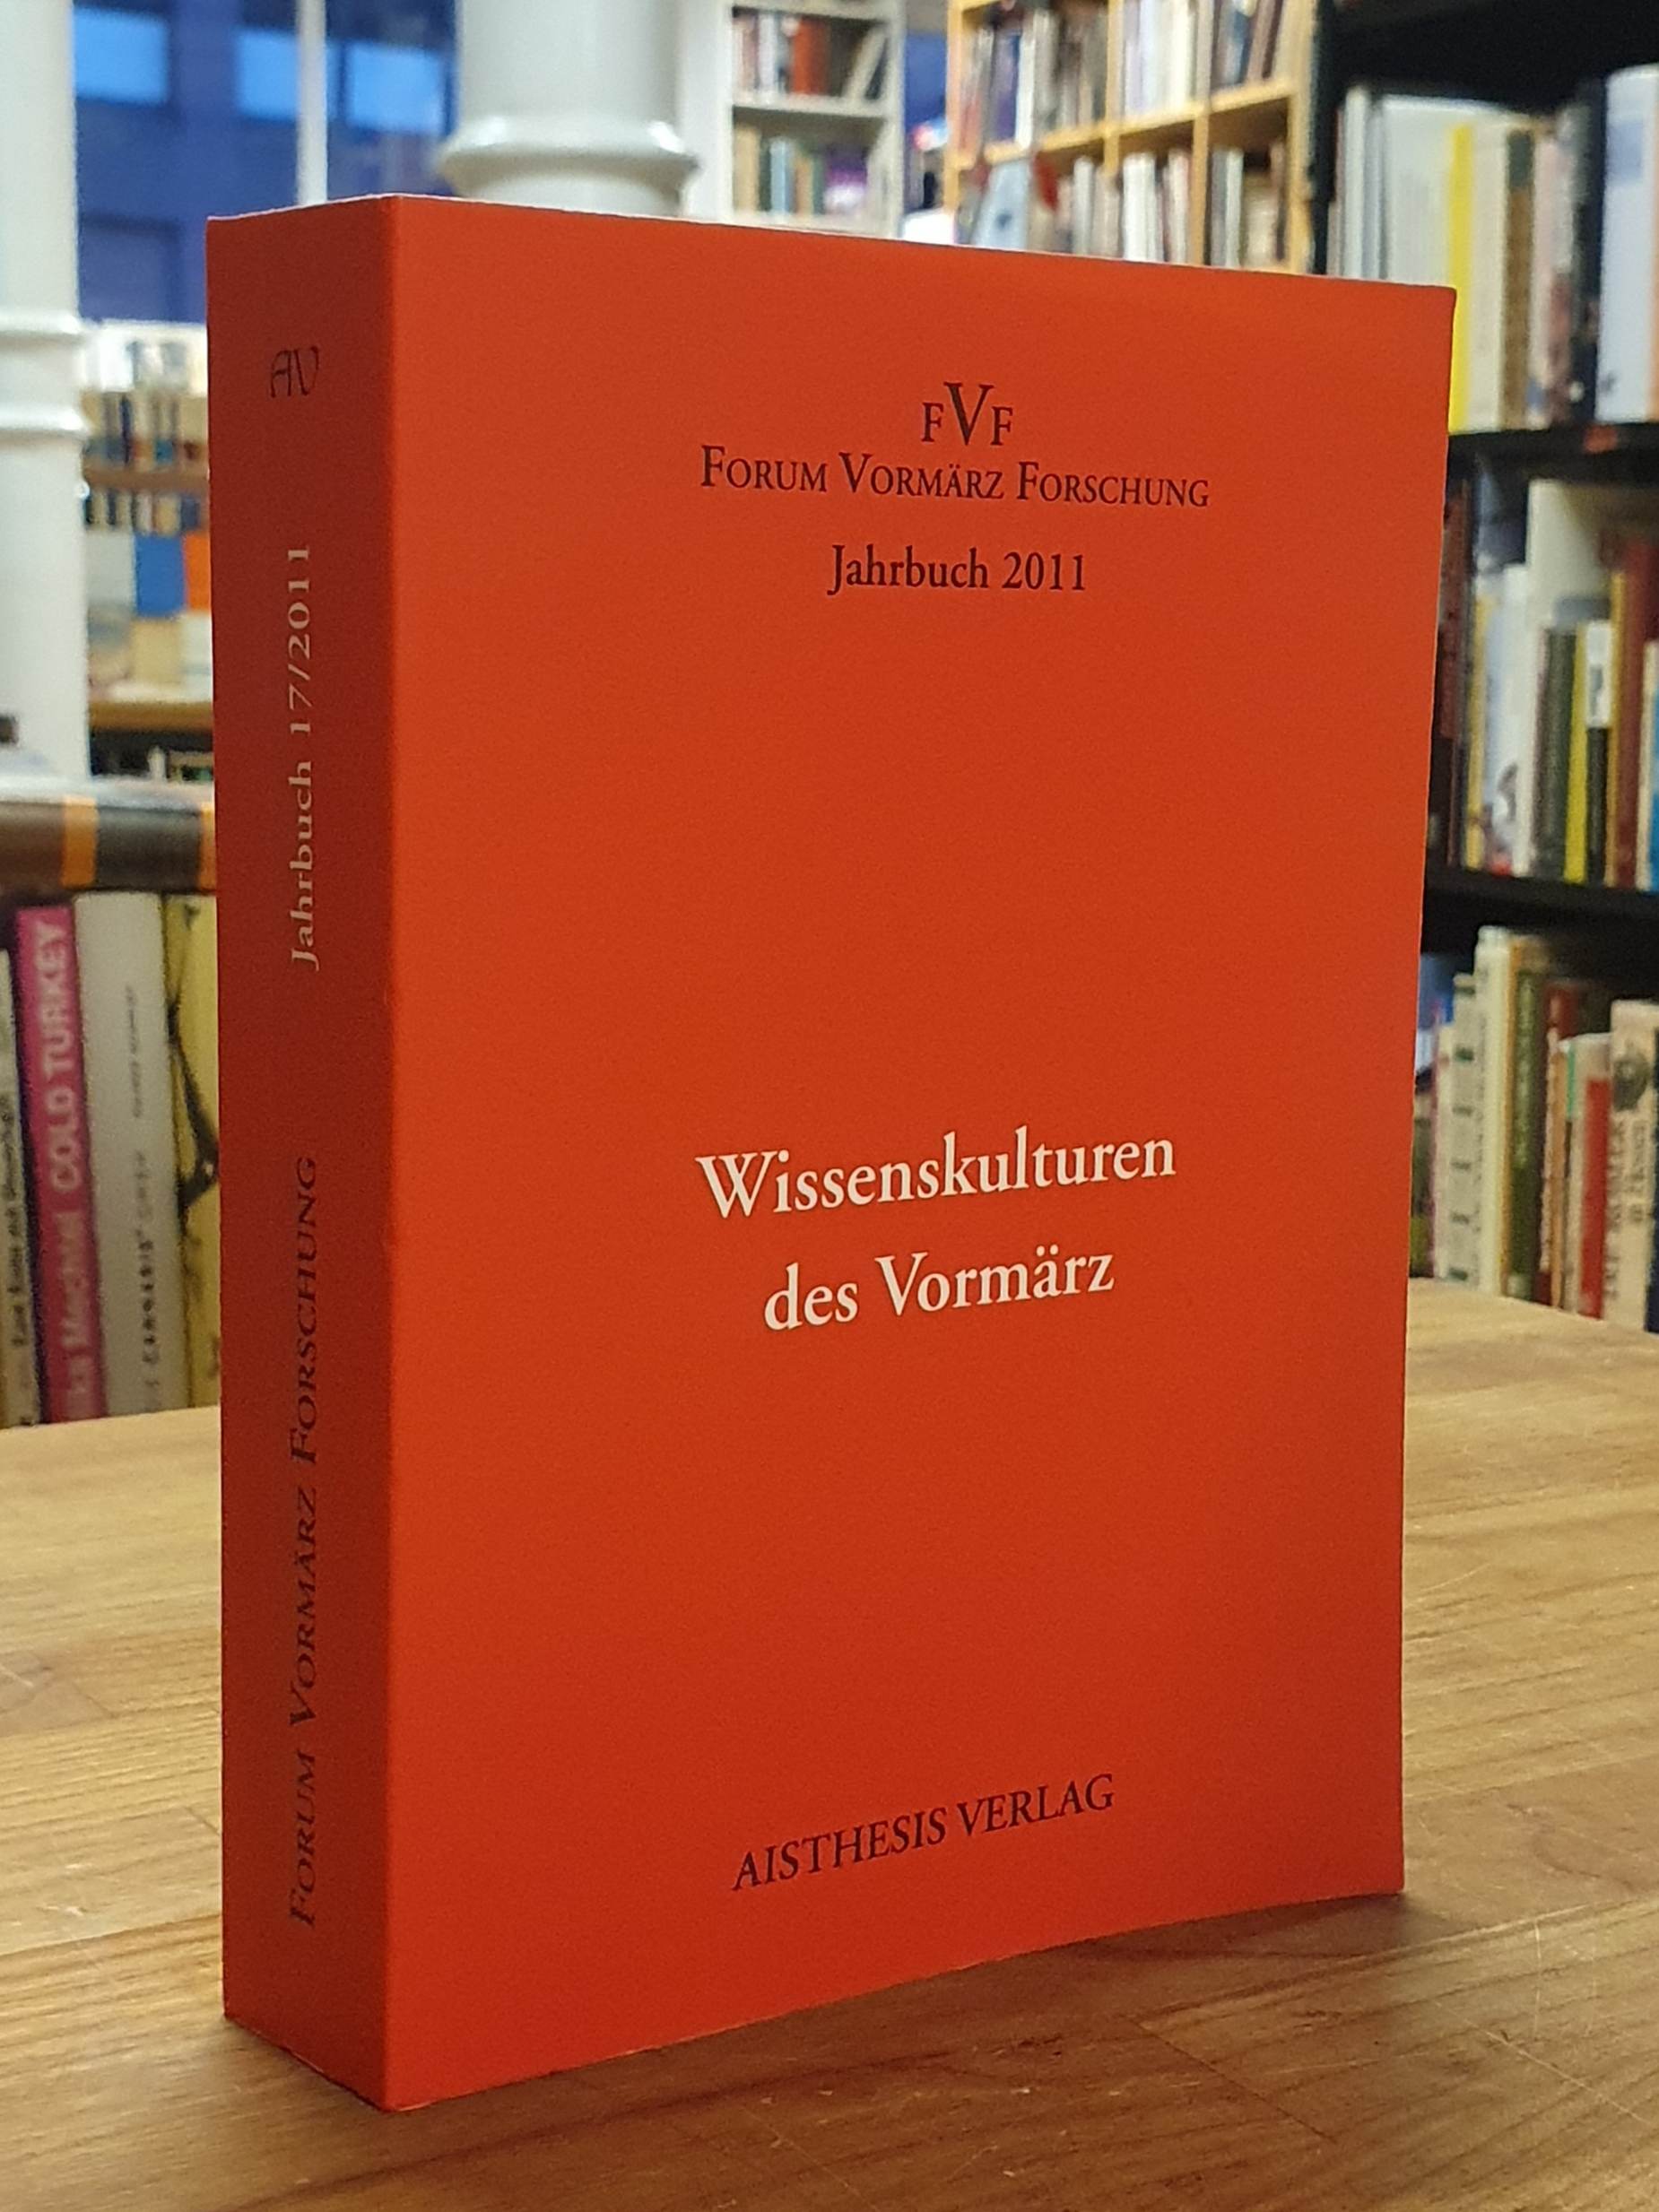 FVF
FORUM VORMÄRZ FORSCHUNG
Jahrbuch 2011
Wissenskulturen
des Vormärz
AISTHESIS VERLAG
FORUM VORMÄRZ FORSCHUNG Jahrbuch 17/2011 AV
COLD TURKEY